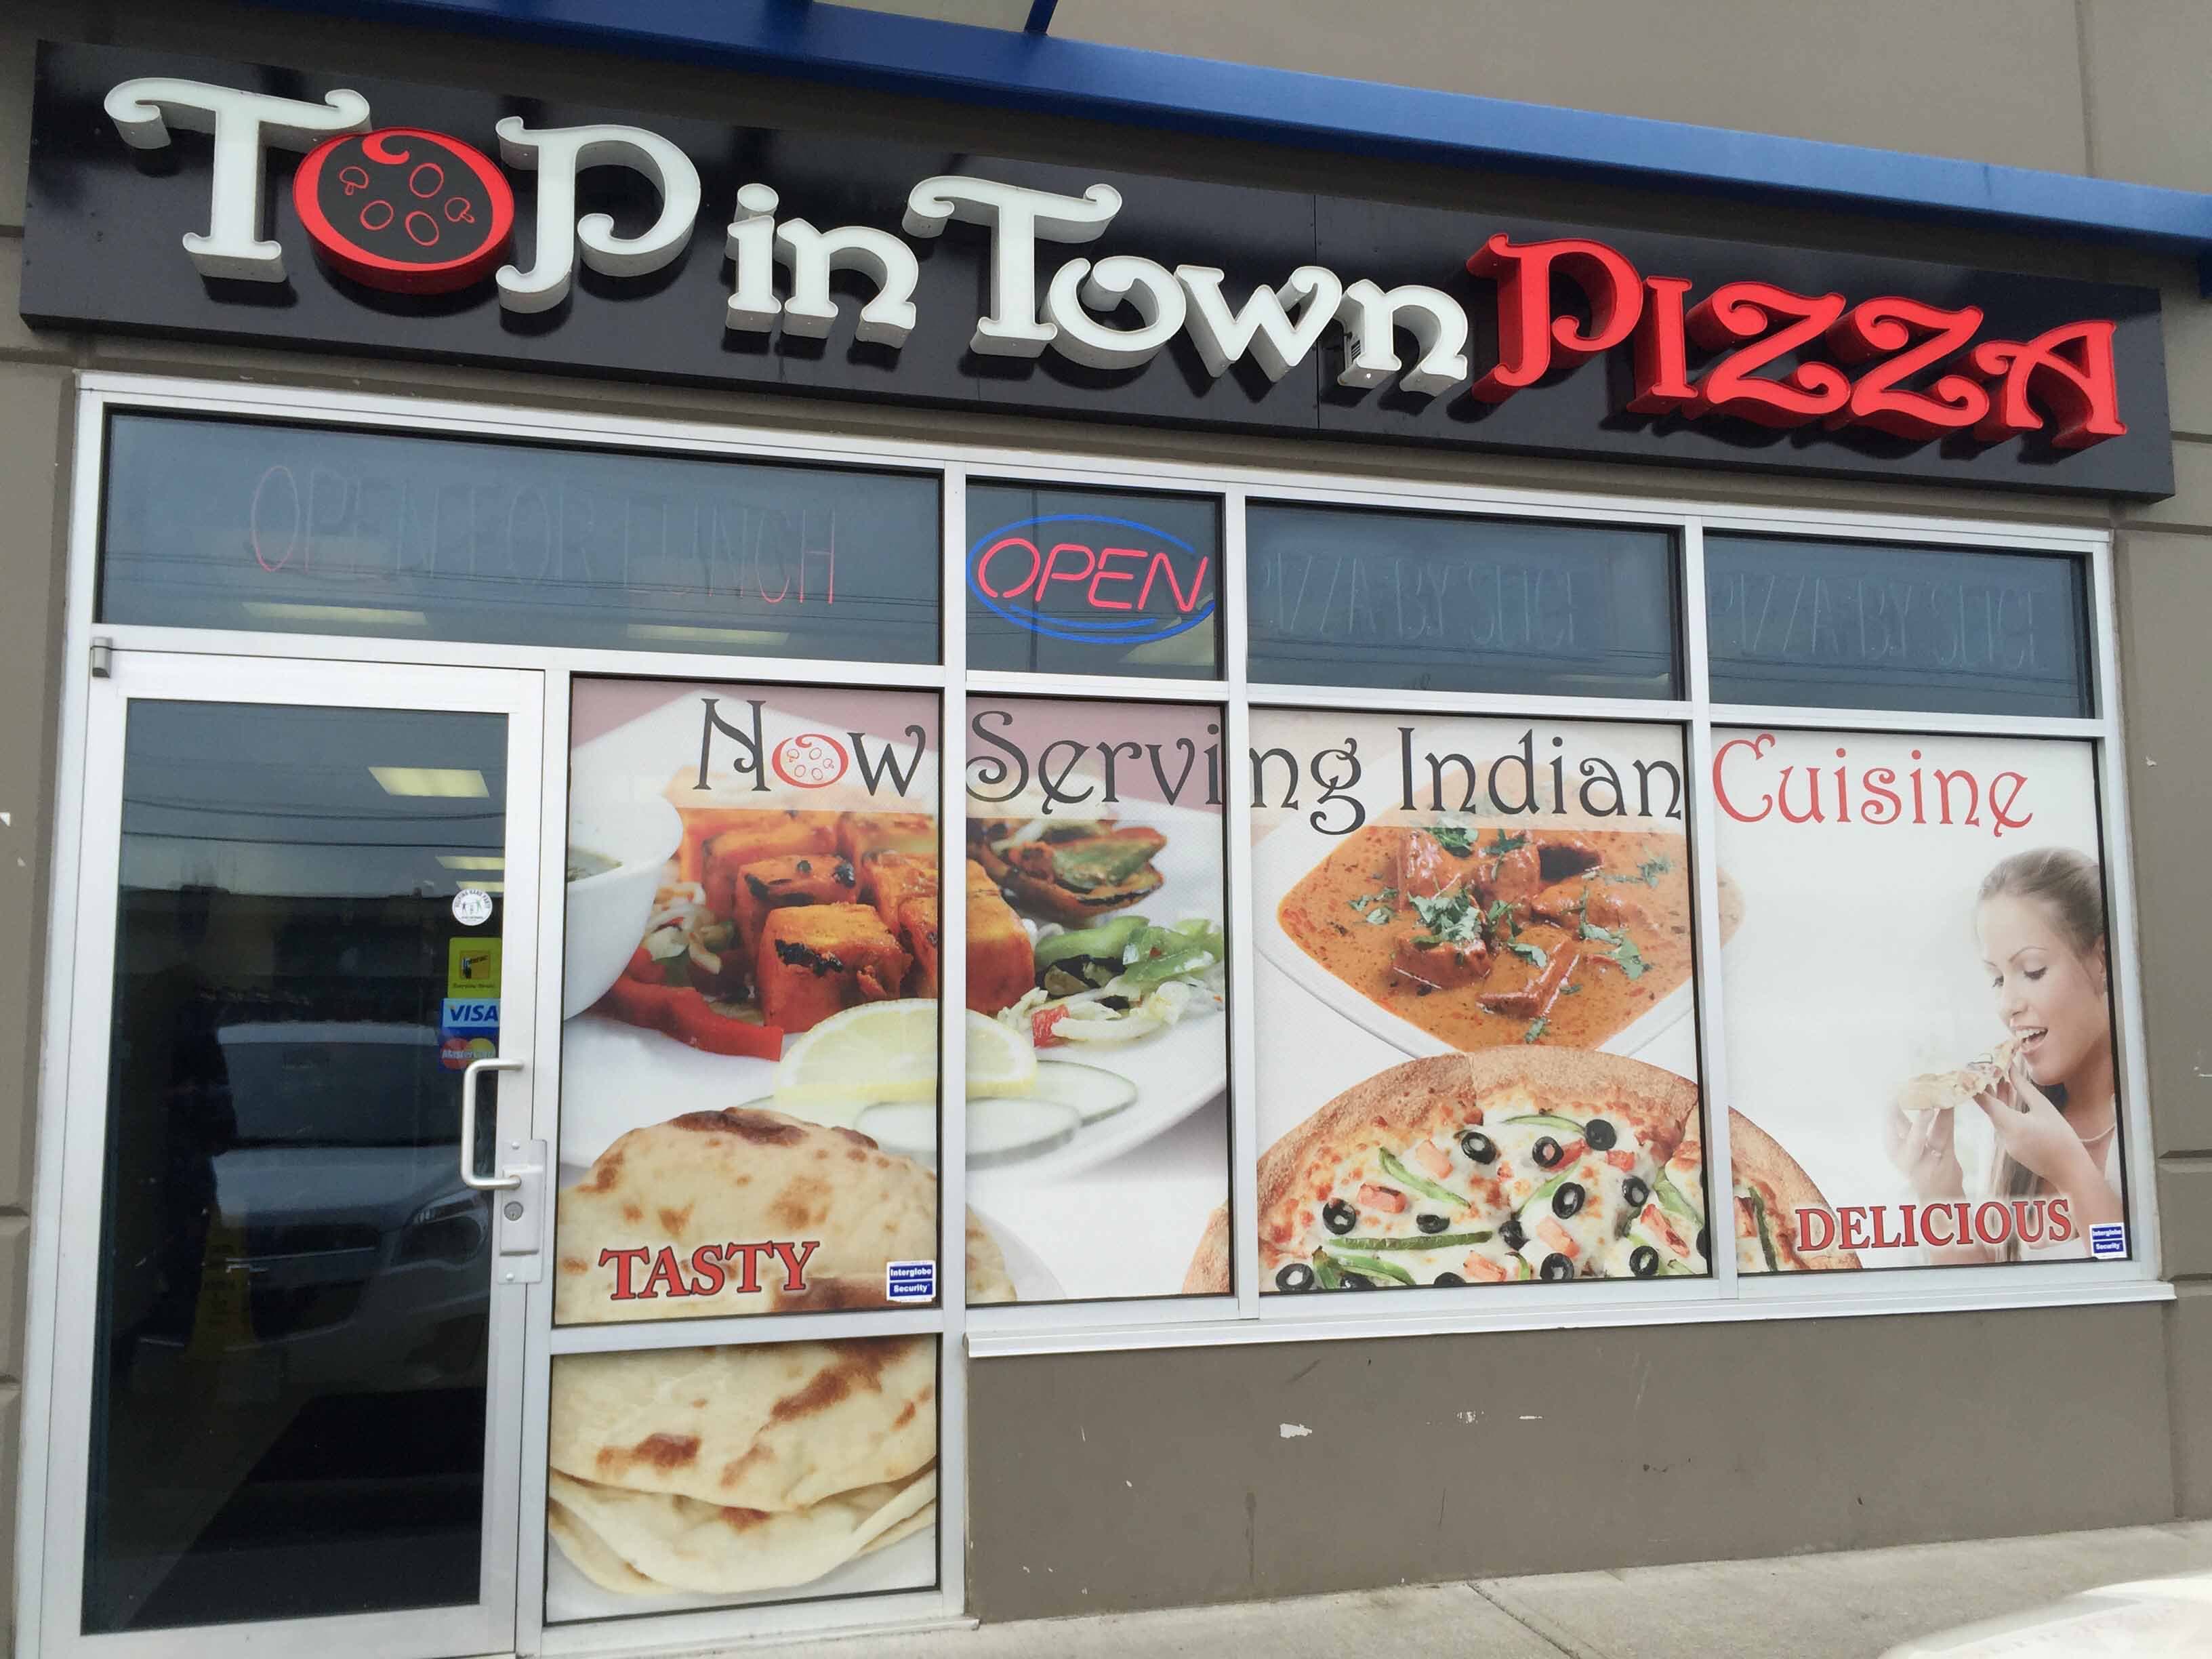 TOP in Town PIZZA
OPEN FOR LUNCH
OPEN
PIZZA BY SLICE
PIZZA BY SLICE
Now Serving Indian Cuisine
VISA
MasterCard
TASTY
Interglobe
Security
DELICIOUS
Interglobe
Security